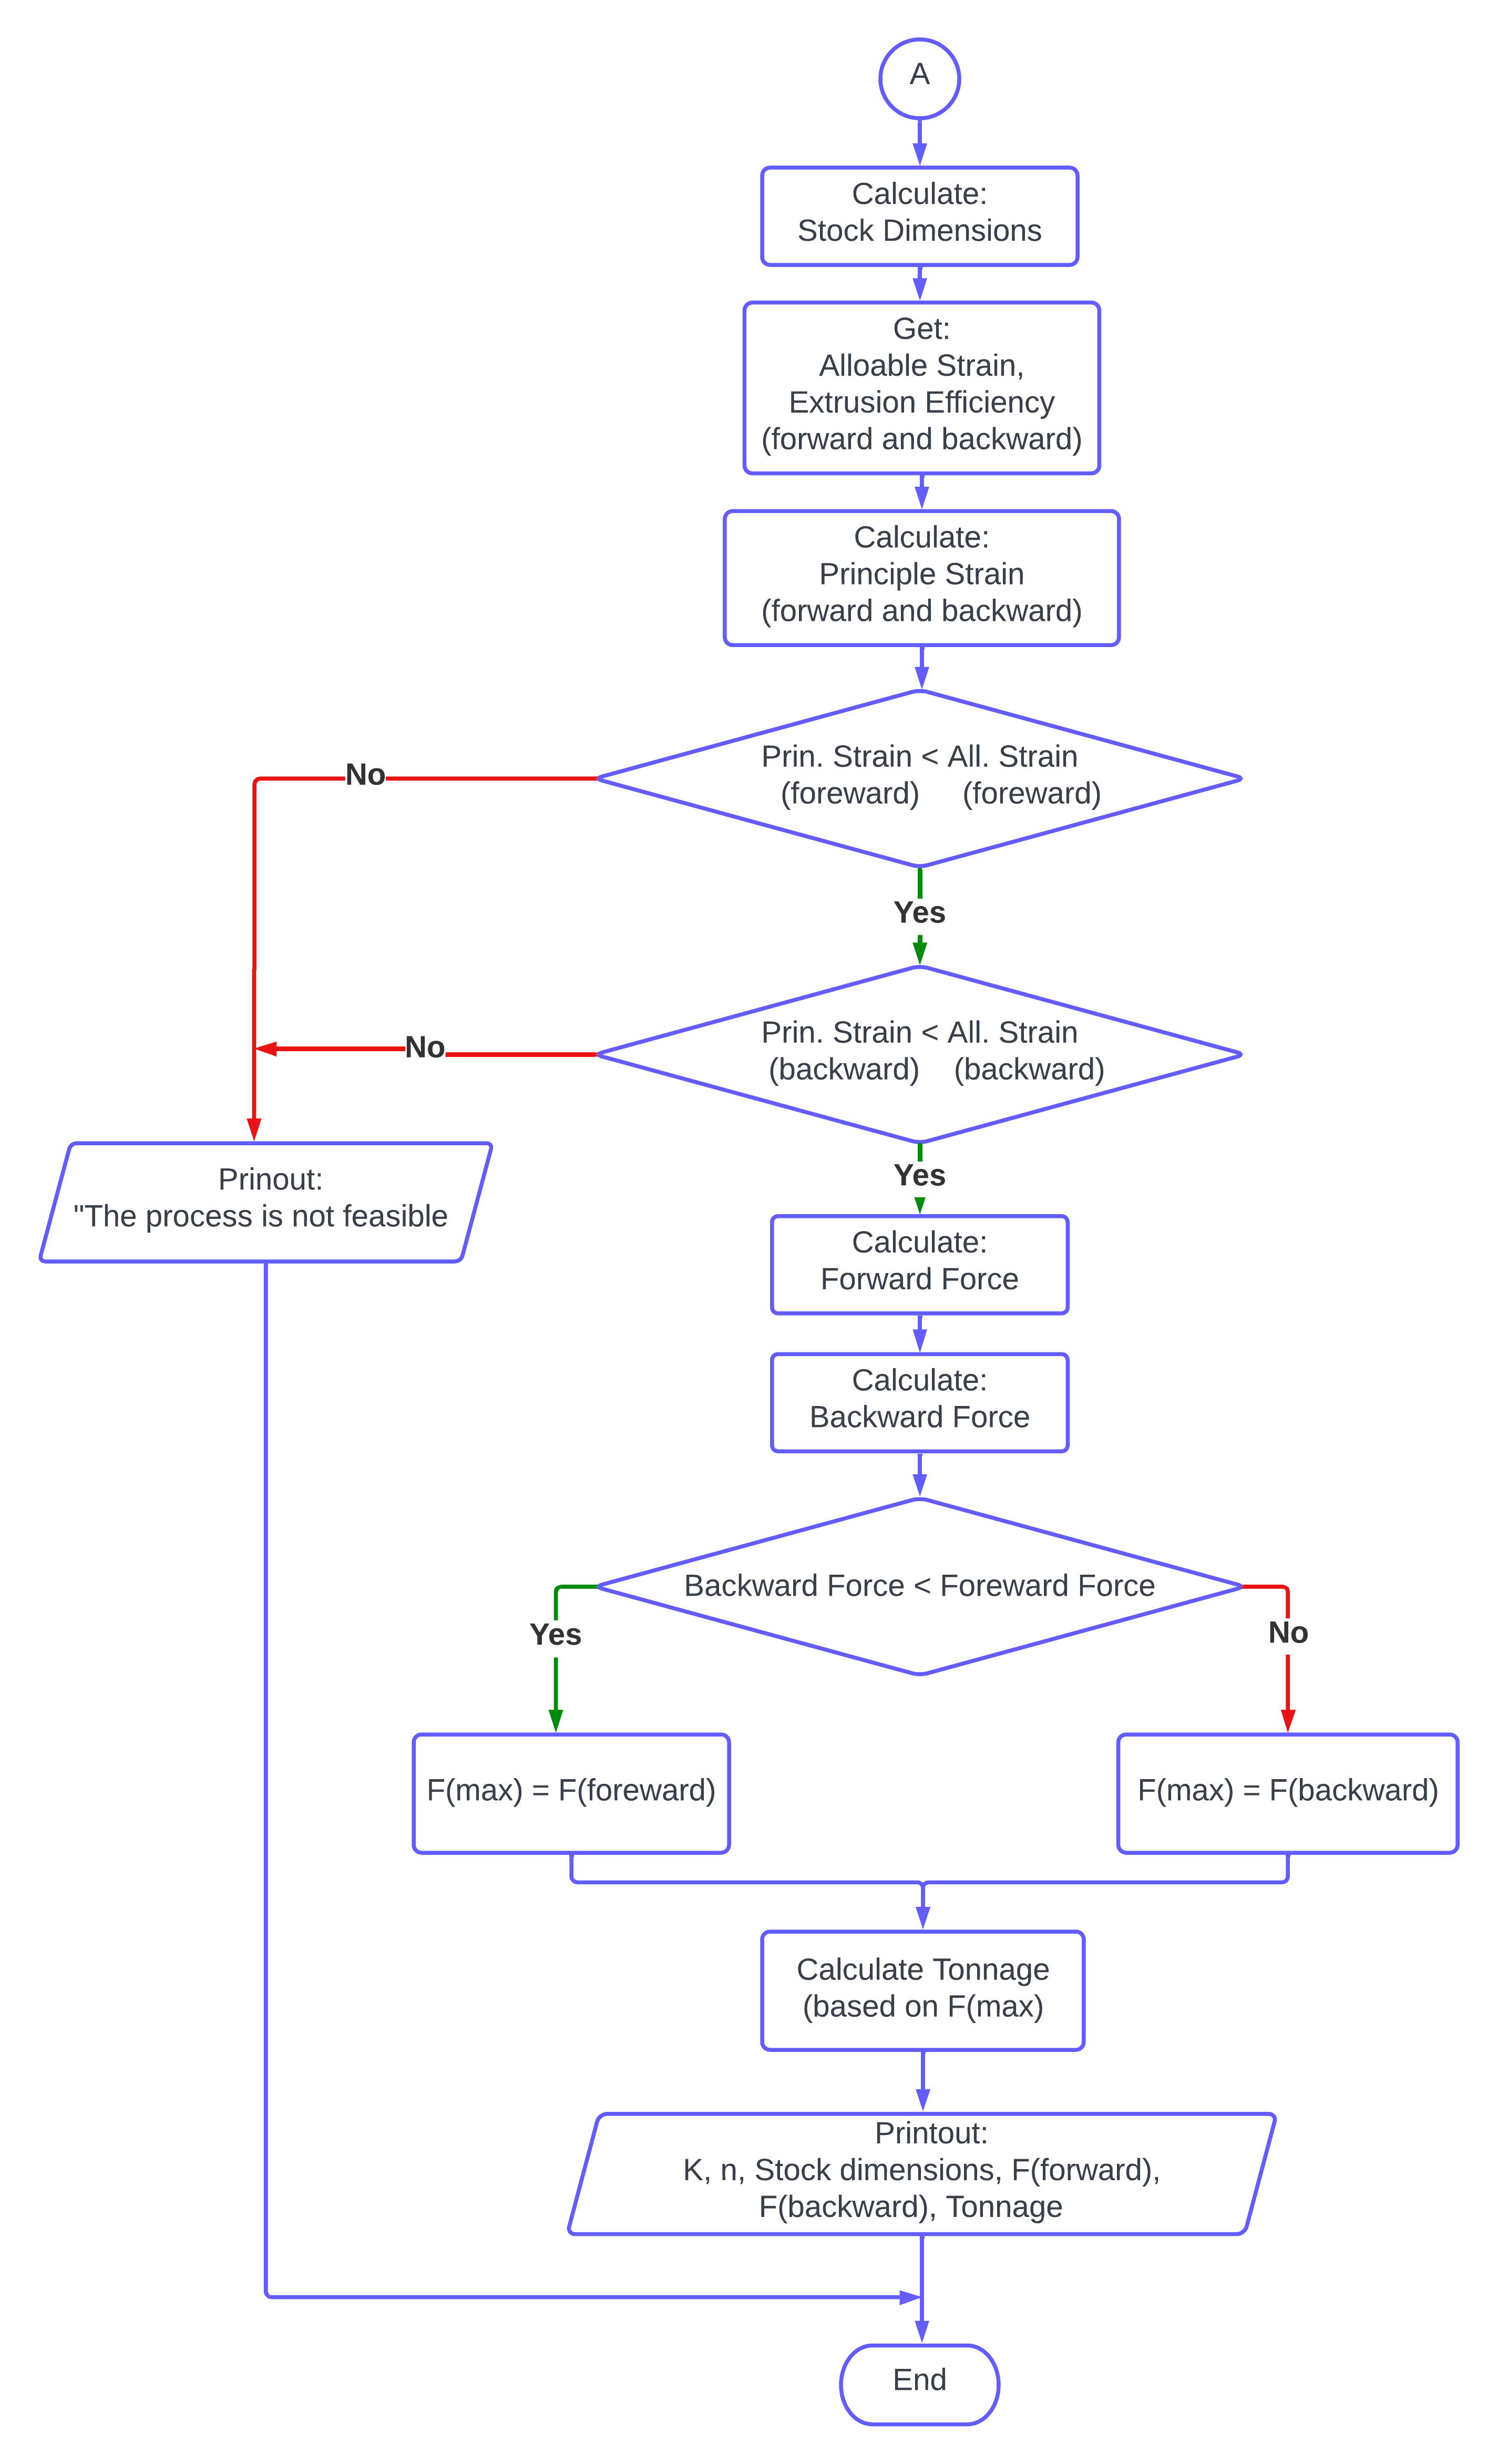 A
Calculate:
Stock Dimensions
Get:
Alloable Strain,
Extrusion Efficiency
(forward and backward)
Calculate:
Principle Strain
(forward and backward)
Prin. Strain < All. Strain
(foreward) (foreward)
No
Yes
Prin. Strain < All. Strain
(backward) (backward)
No
Yes
Prinout:
"The process is not feasible
Calculate:
Forward Force
Calculate:
Backward Force
Backward Force < Foreward Force
Yes
No
F(max) = F(foreward)
F(max) = F(backward)
Calculate Tonnage
(based on F(max)
Printout:
K, n, Stock dimensions, F(forward),
F(backward), Tonnage
End